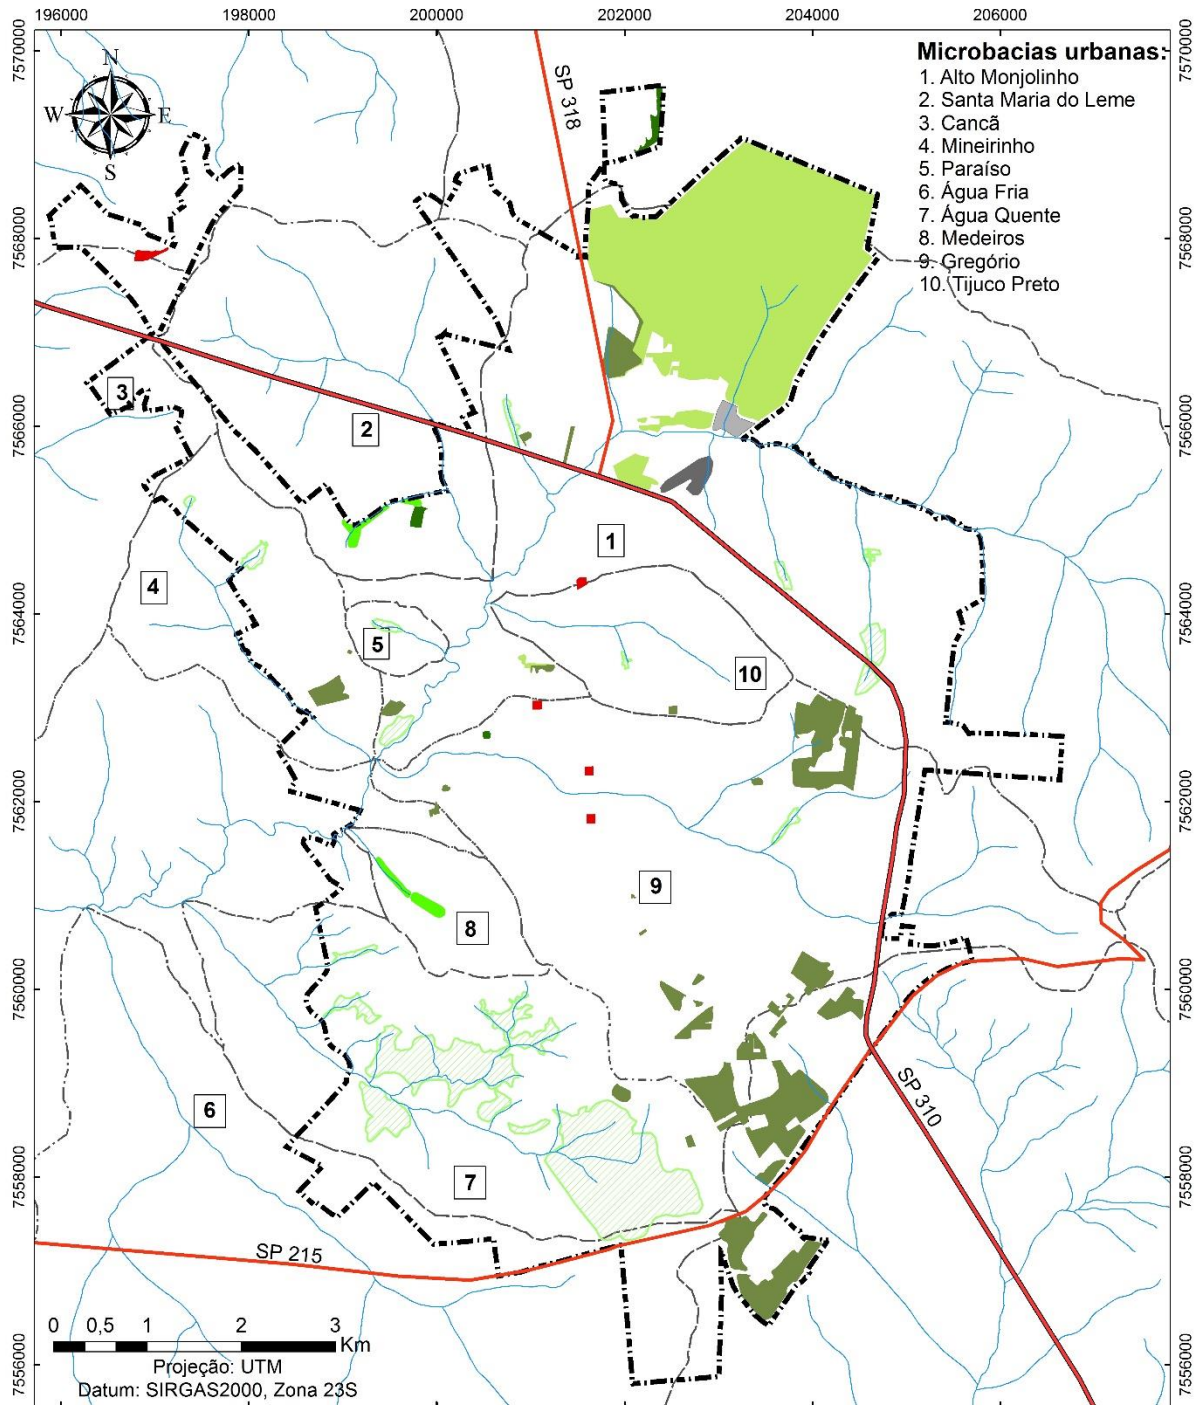 196000 198000 200000 202000 204000 206000
7570000
7570000
N
W E
S
SP 318
Microbacias urbanas:
1. Alto Monjolinho
2. Santa Maria do Leme
3. Cancã
4. Mineirinho
5. Paraíso
6. Água Fria
7. Água Quente
8. Medeiros
9. Gregório
10. Tijuco Preto
7568000
7568000
3
2
7566000
7566000
1
4
7564000
7564000
5
10
7562000
7562000
9
8
7560000
7560000
6
SP 310
7
7558000
7558000
SP 215
0 0,5 1 2 3
Km
Projeção: UTM
Datum: SIRGAS2000, Zona 23S
7556000
7556000